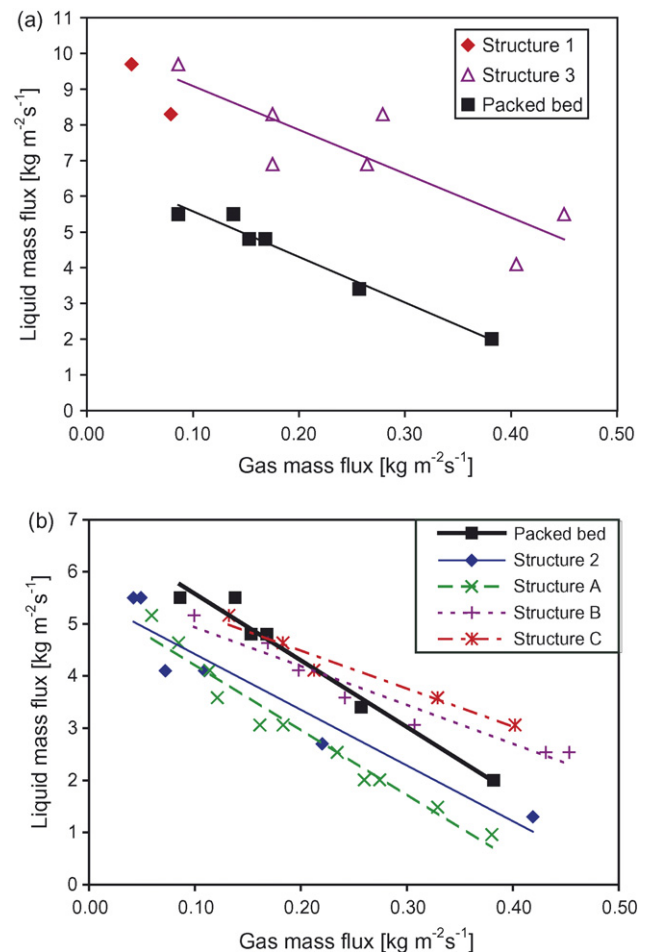 (a)
11
10
9
8
7
6
5
4
3
2
1
0
Liquid mass flux [kg m⁻²s⁻¹]
Structure 1
Structure 3
Packed bed
0.00 0.10 0.20 0.30 0.40 0.50
Gas mass flux [kg m⁻²s⁻¹]
(b)
7
6
5
4
3
2
1
0
Liquid mass flux [kg m⁻²s⁻¹]
Packed bed
Structure 2
Structure A
Structure B
Structure C
0.00 0.10 0.20 0.30 0.40 0.50
Gas mass flux [kg m⁻²s⁻¹]